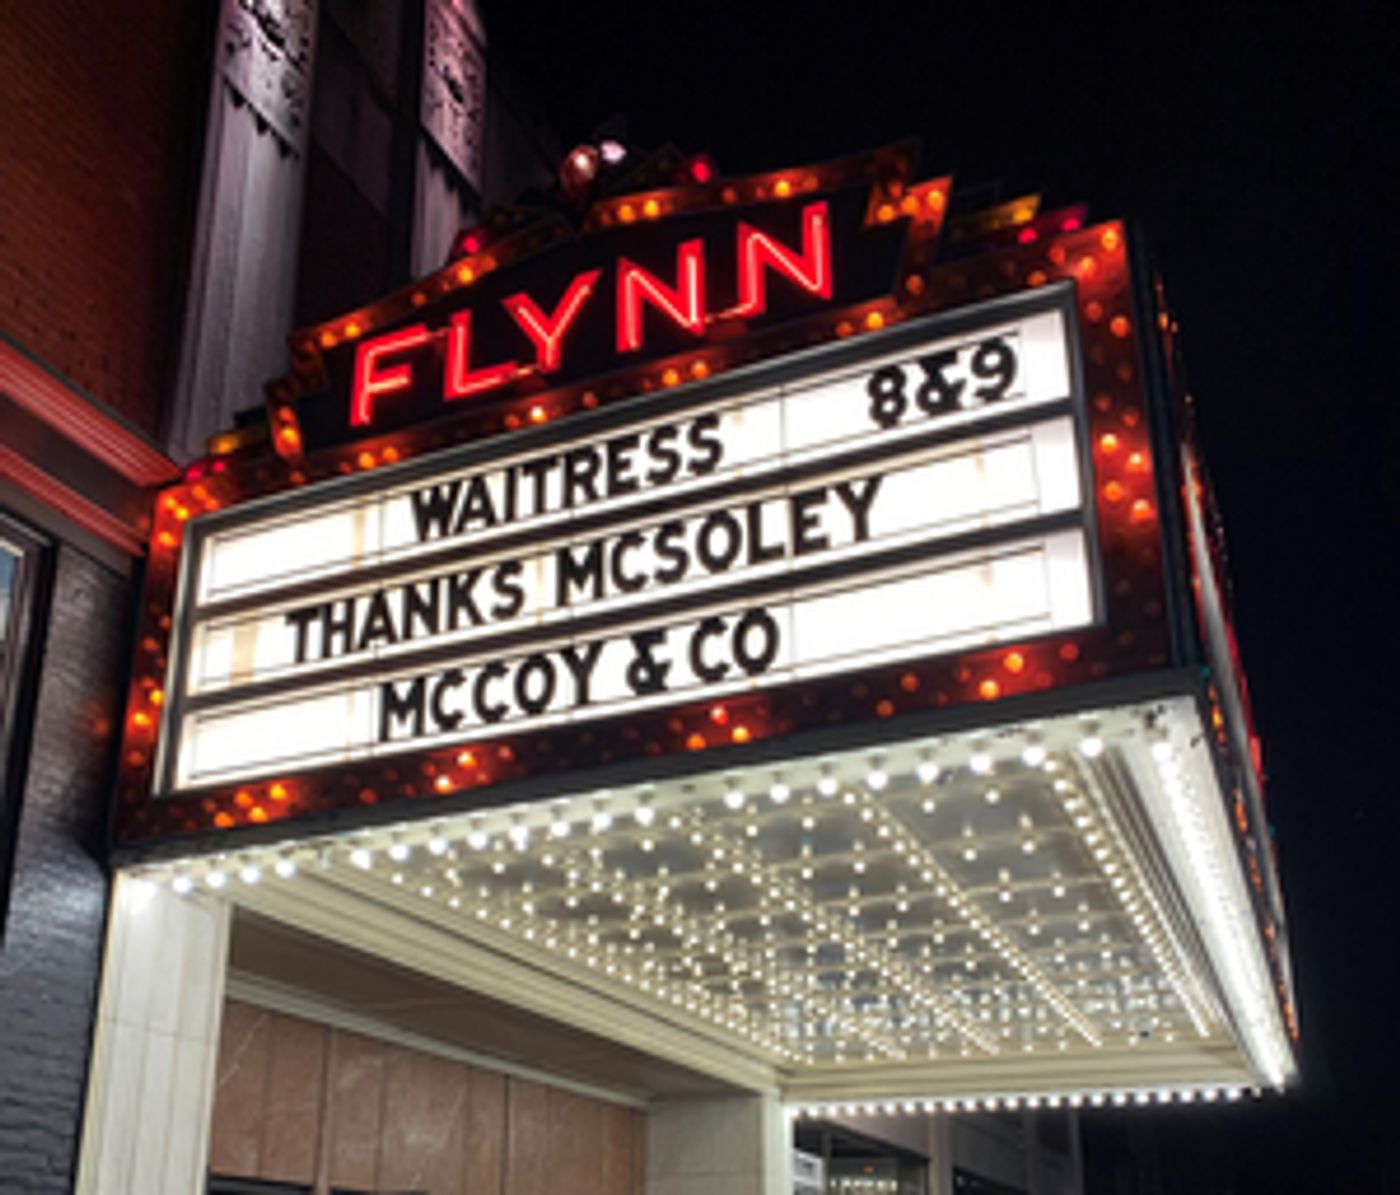 FLYNN
WAITRESS 8&9
THANKS MCSOLEY
MCCOY & CO